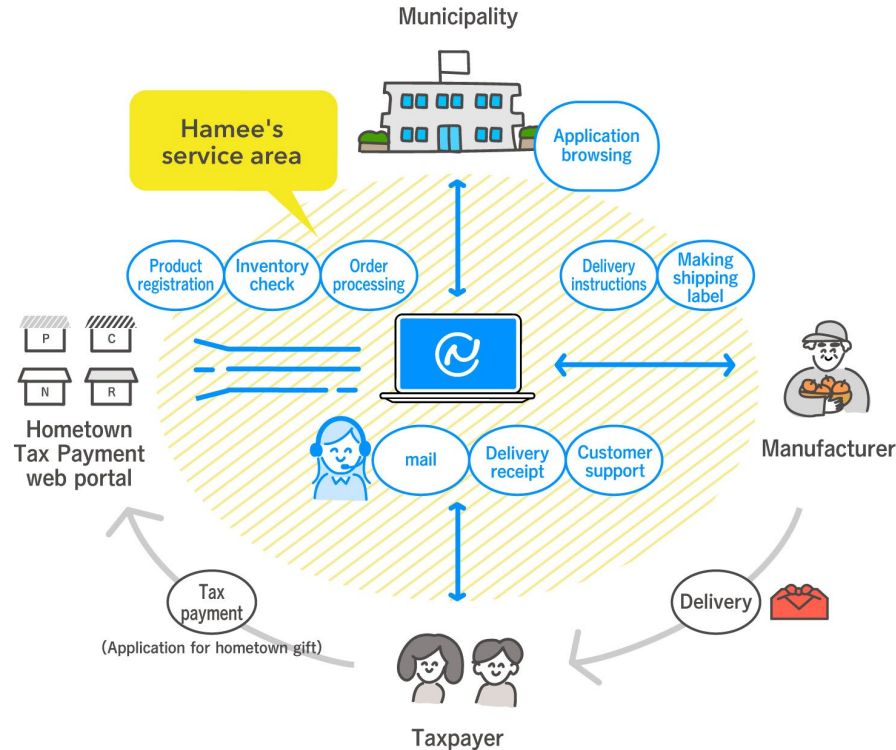 Municipality
Hamee's
service area
Application
browsing
Product
registration
Inventory
check
Order
processing
Delivery
instructions
Making
shipping
label
P
C
N
R
Hometown
Tax Payment
web portal
Manufacturer
mail
Delivery
receipt
Customer
support
Tax
payment
(Application for hometown gift)
Delivery
Taxpayer